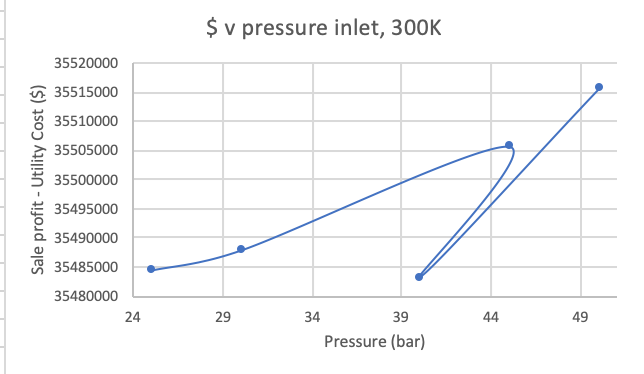 $ v pressure inlet, 300K
Sale profit - Utility Cost ($)
35520000
35515000
35510000
35505000
35500000
35495000
35490000
35485000
35480000
24 29 34 39 44 49
Pressure (bar)